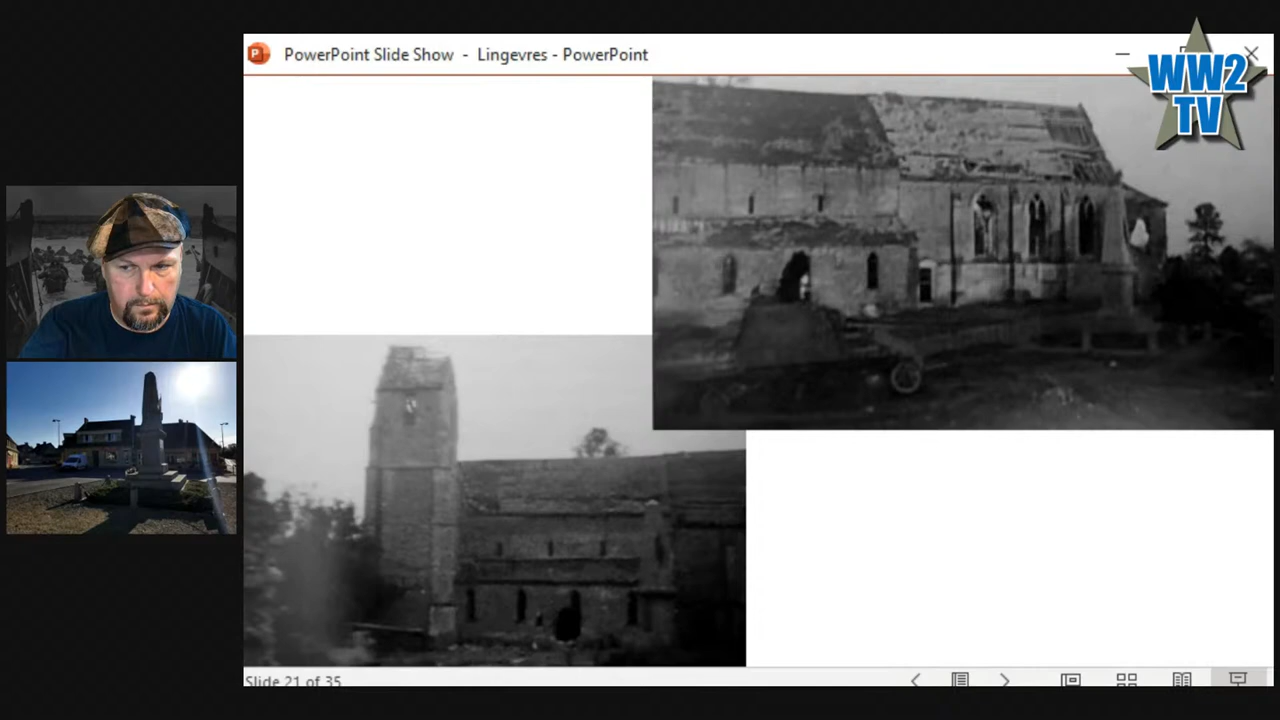 PowerPoint Slide Show - Lingevres - PowerPoint
WW2
TV
Slide 21 of 35